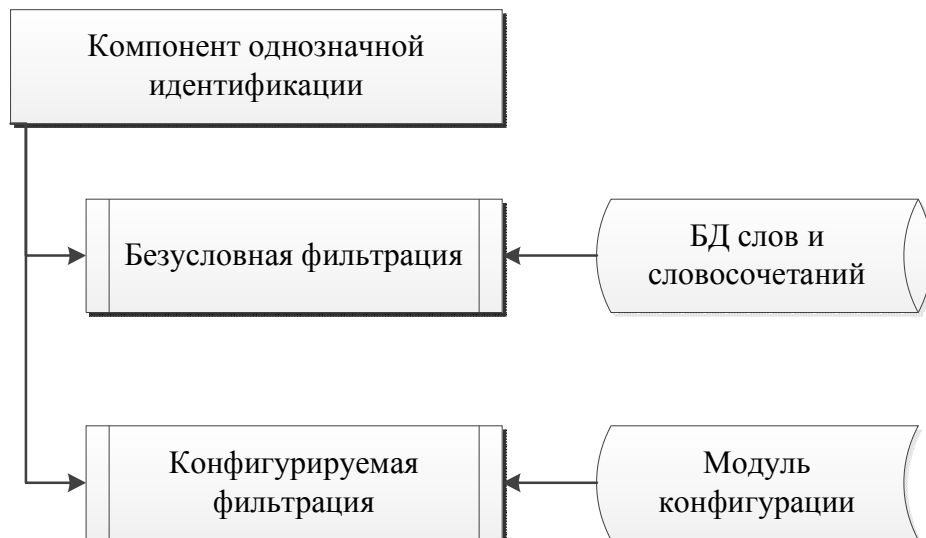 Компонент однозначной
идентификации
Безусловная фильтрация
БД слов и
словосочетаний
Конфигурируемая
фильтрация
Модуль
конфигурации